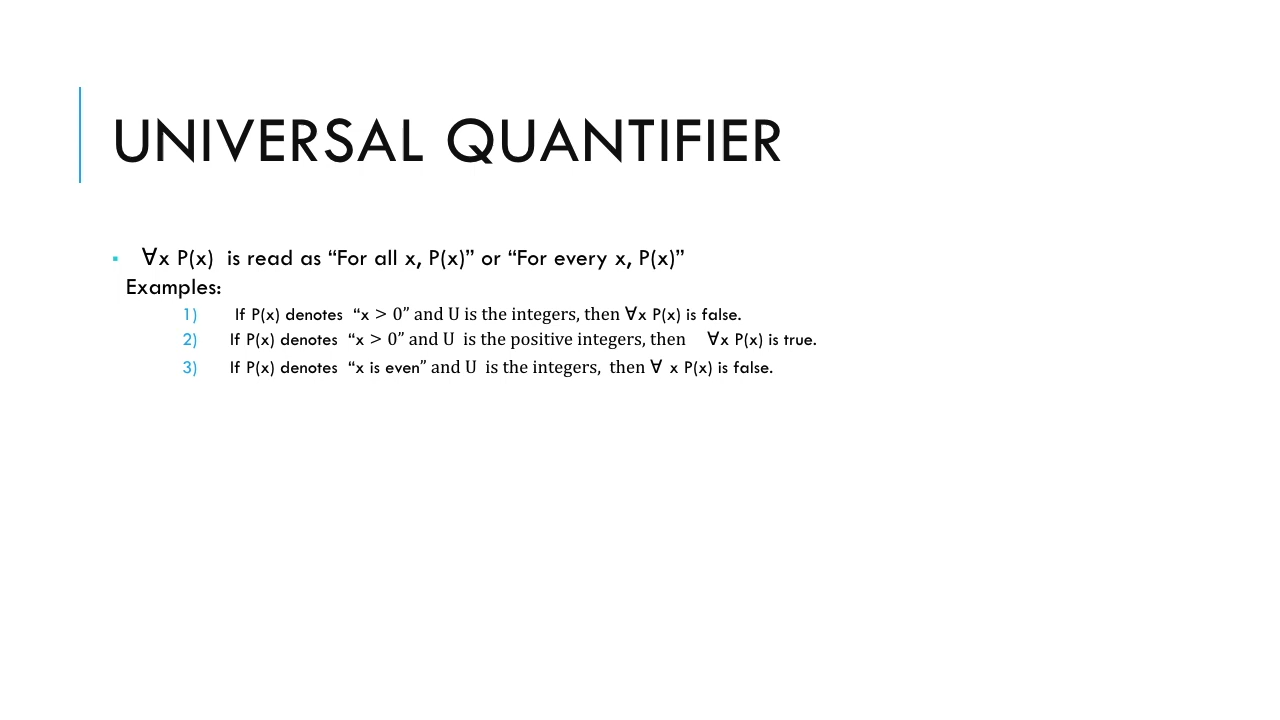 UNIVERSAL QUANTIFIER
▪ ∀x P(x) is read as “For all x, P(x)” or “For every x, P(x)”
Examples:
1) If P(x) denotes “x > 0” and U is the integers, then ∀x P(x) is false.
2) If P(x) denotes “x > 0” and U is the positive integers, then ∀x P(x) is true.
3) If P(x) denotes “x is even” and U is the integers, then ∀ x P(x) is false.